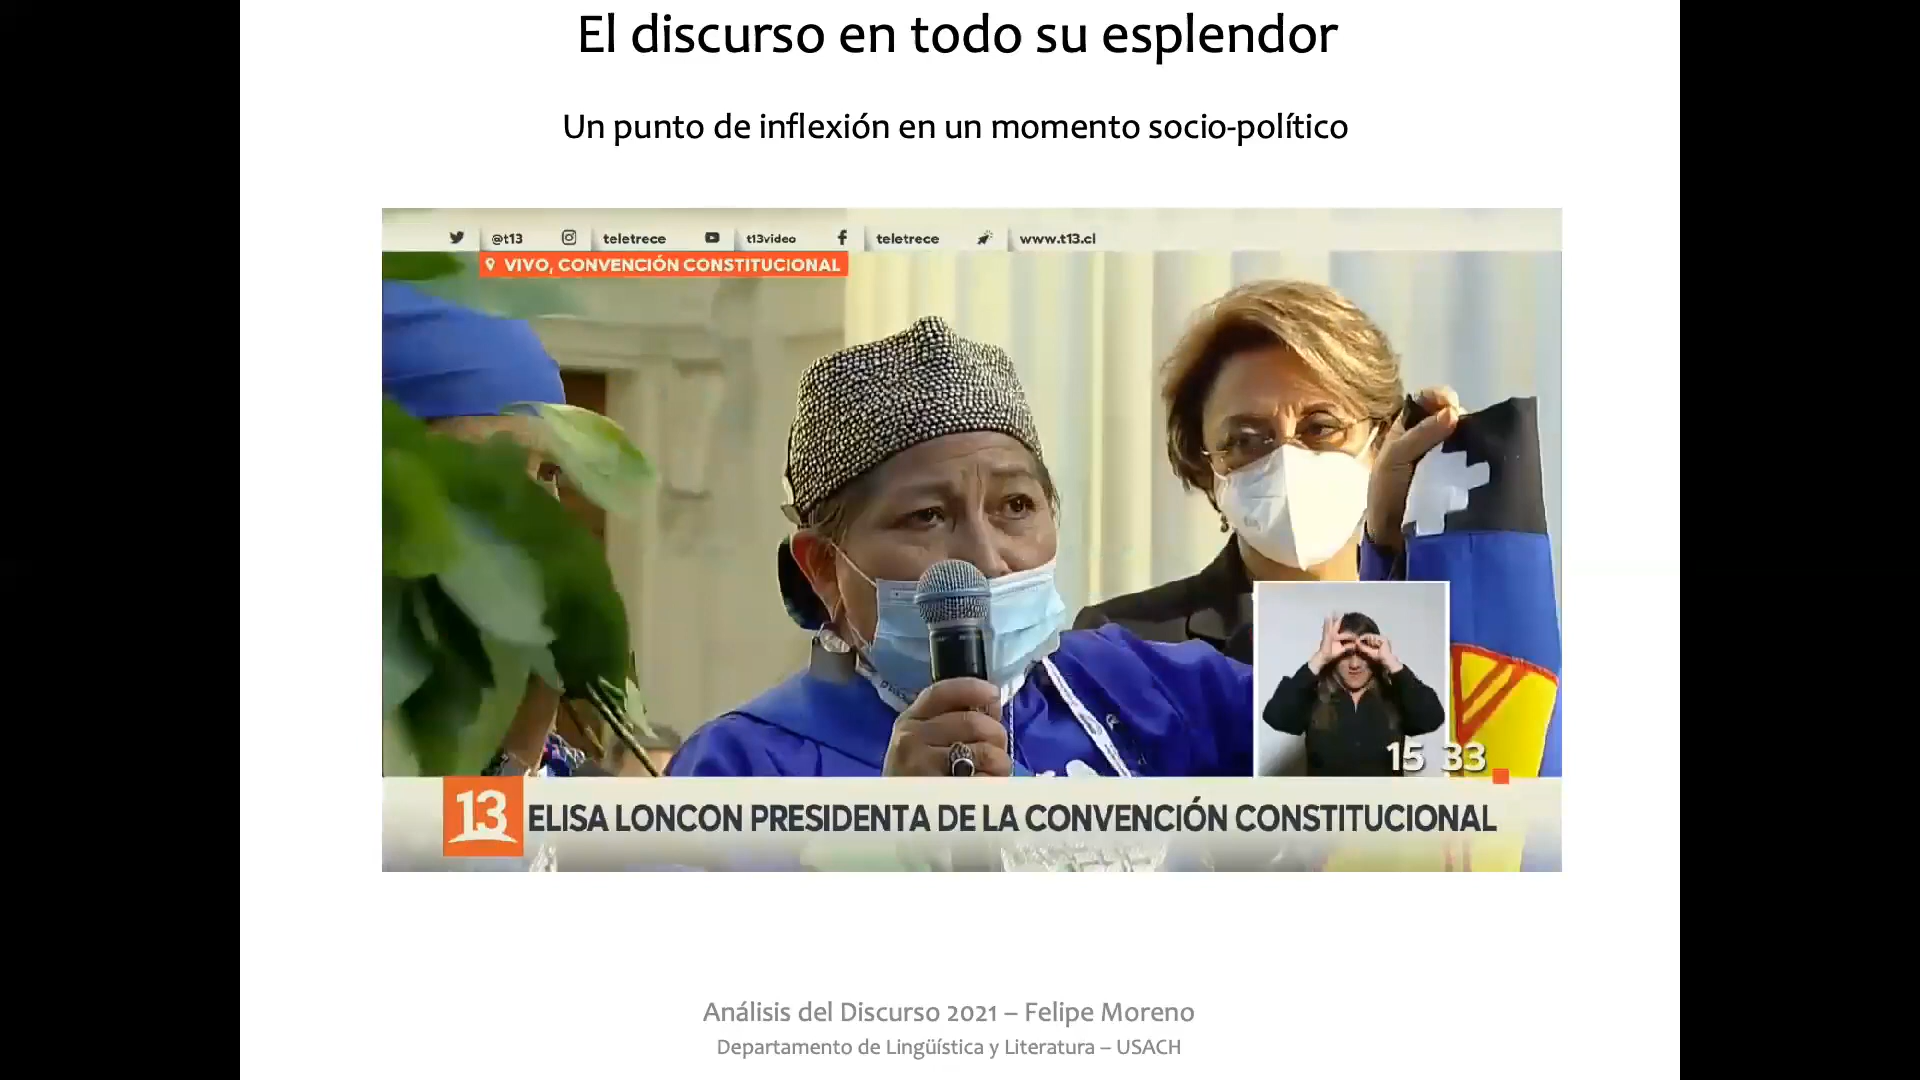 El discurso en todo su esplendor
Un punto de inflexión en un momento socio-político
@t13 teletrece t13video teletrece www.t13.cl
VIVO, CONVENCIÓN CONSTITUCIONAL
15 33
13 ELISA LONCON PRESIDENTA DE LA CONVENCIÓN CONSTITUCIONAL
Análisis del Discurso 2021 – Felipe Moreno
Departamento de Lingüística y Literatura – USACH